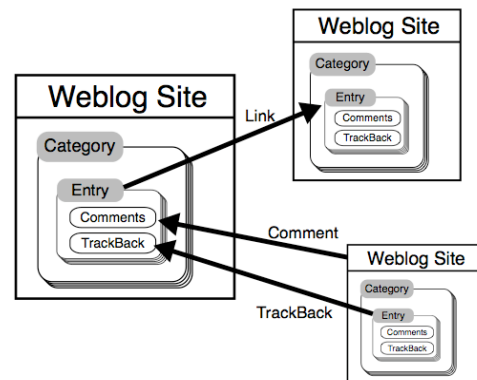 Weblog Site
Category
Entry
Comments
TrackBack
Link
Weblog Site
Category
Entry
Comments
TrackBack
Comment
TrackBack
Weblog Site
Category
Entry
Comments
TrackBack